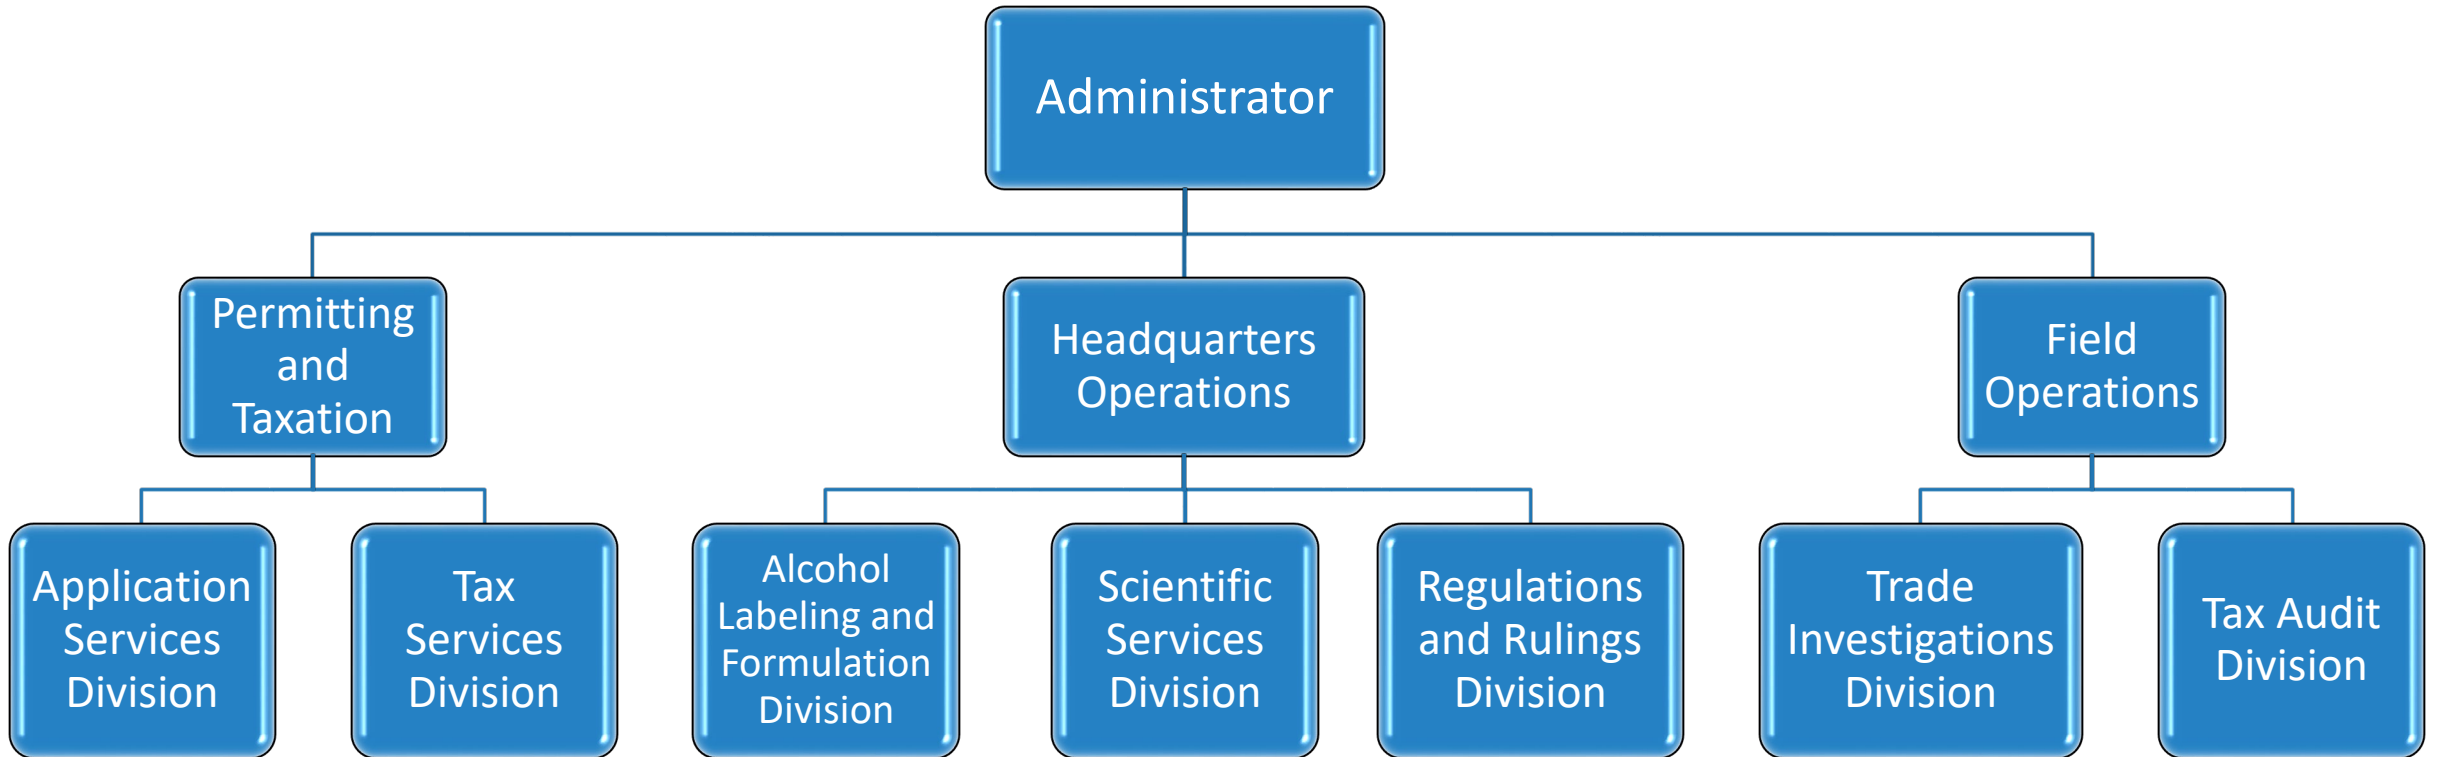 Administrator
Permitting
and
Taxation
Headquarters
Operations
Field
Operations
Application
Services
Division
Tax
Services
Division
Alcohol
Labeling and
Formulation
Division
Scientific
Services
Division
Regulations
and Rulings
Division
Trade
Investigations
Division
Tax Audit
Division